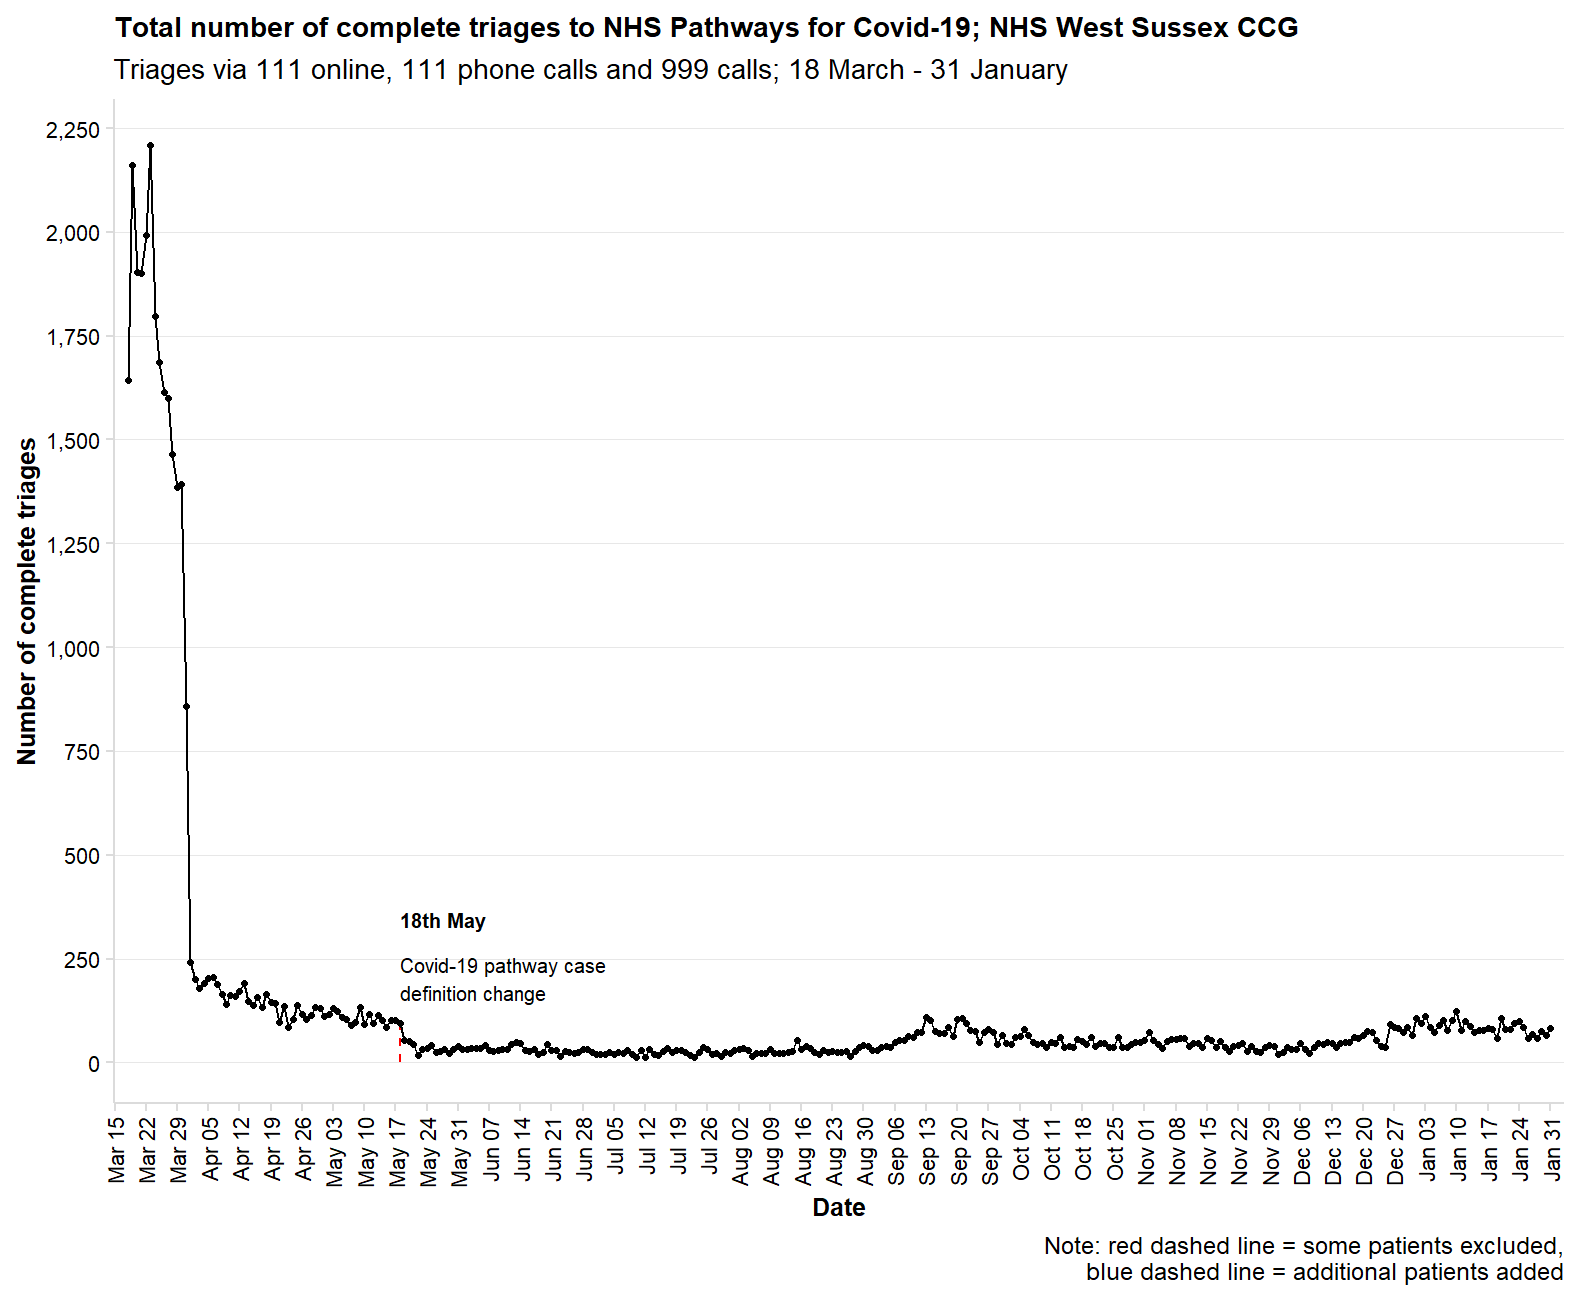 Total number of complete triages to NHS Pathways for Covid-19; NHS West Sussex CCG
Triages via 111 online, 111 phone calls and 999 calls; 18 March - 31 January
Number of complete triages
2,250
2,000
1,750
1,500
1,250
1,000
750
500
250
0
18th May
Covid-19 pathway case
definition change
Mar 15
Mar 22
Mar 29
Apr 05
Apr 12
Apr 19
Apr 26
May 03
May 10
May 17
May 24
May 31
Jun 07
Jun 14
Jun 21
Jun 28
Jul 05
Jul 12
Jul 19
Jul 26
Aug 02
Aug 09
Aug 16
Aug 23
Aug 30
Sep 06
Sep 13
Sep 20
Sep 27
Oct 04
Oct 11
Oct 18
Oct 25
Nov 01
Nov 08
Nov 15
Nov 22
Nov 29
Dec 06
Dec 13
Dec 20
Dec 27
Jan 03
Jan 10
Jan 17
Jan 24
Jan 31
Date
Note: red dashed line = some patients excluded,
blue dashed line = additional patients added